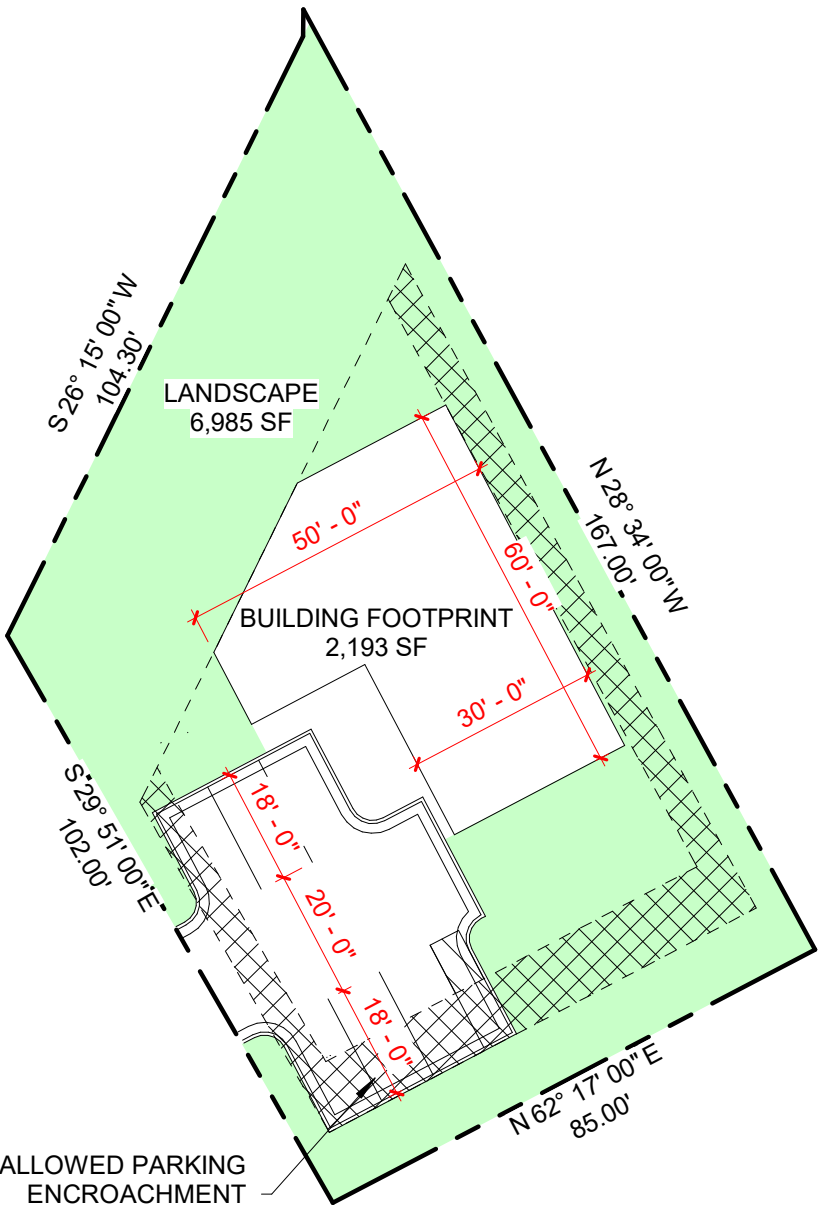 S 26° 15' 00" W
104.30'
LANDSCAPE
6,985 SF
N 28° 34' 00" W
167.00'
50' - 0"
60' - 0"
BUILDING FOOTPRINT
2,193 SF
30' - 0"
S 29° 51' 00" E
102.00'
18' - 0"
20' - 0"
18' - 0"
N 62° 17' 00" E
85.00'
ALLOWED PARKING
ENCROACHMENT